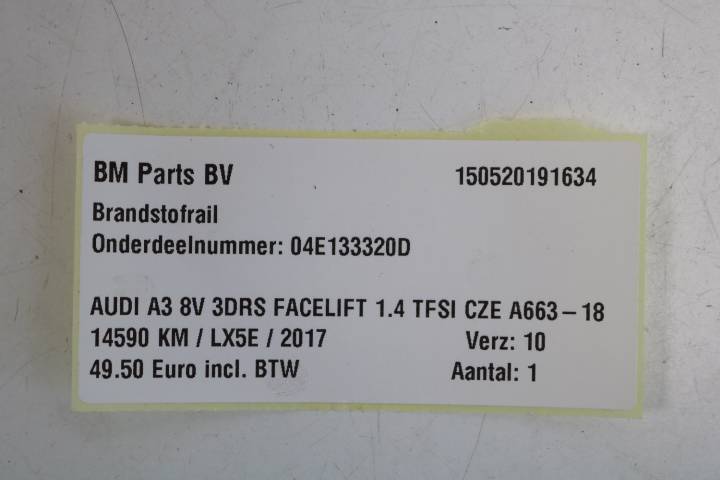 BM Parts BV 150520191634
Brandstofrail
Onderdeelnummer: 04E133320D
AUDI A3 8V 3DRS FACELIFT 1.4 TFSI CZE A663-18
14590 KM / LX5E / 2017 Verz: 10
49.50 Euro incl. BTW Aantal: 1